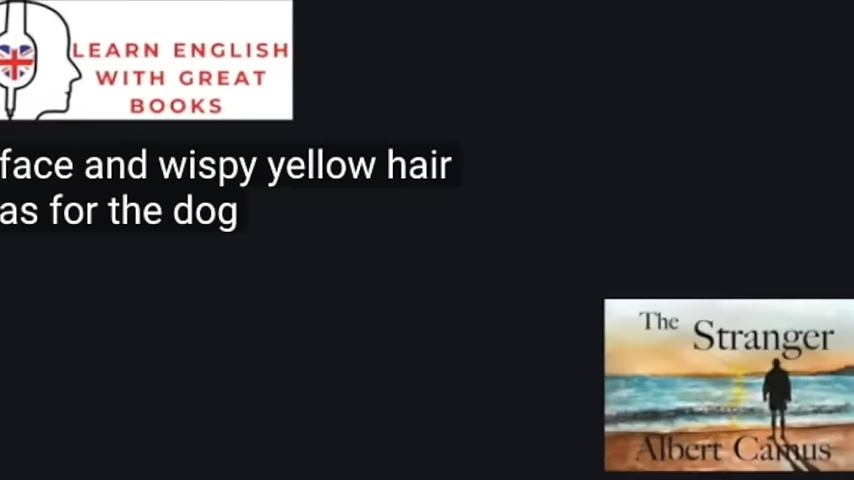 LEARN ENGLISH
WITH GREAT
BOOKS
face and wispy yellow hair
as for the dog
The Stranger
Albert Camus